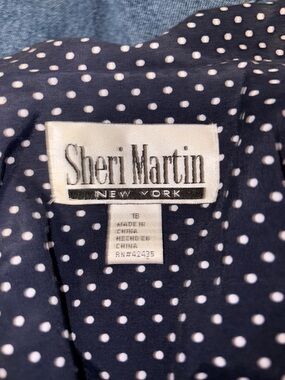 Sheri Martin
NEW YORK
18
MADE IN
CHINA
HECHO EN
CHINA
RN#42435